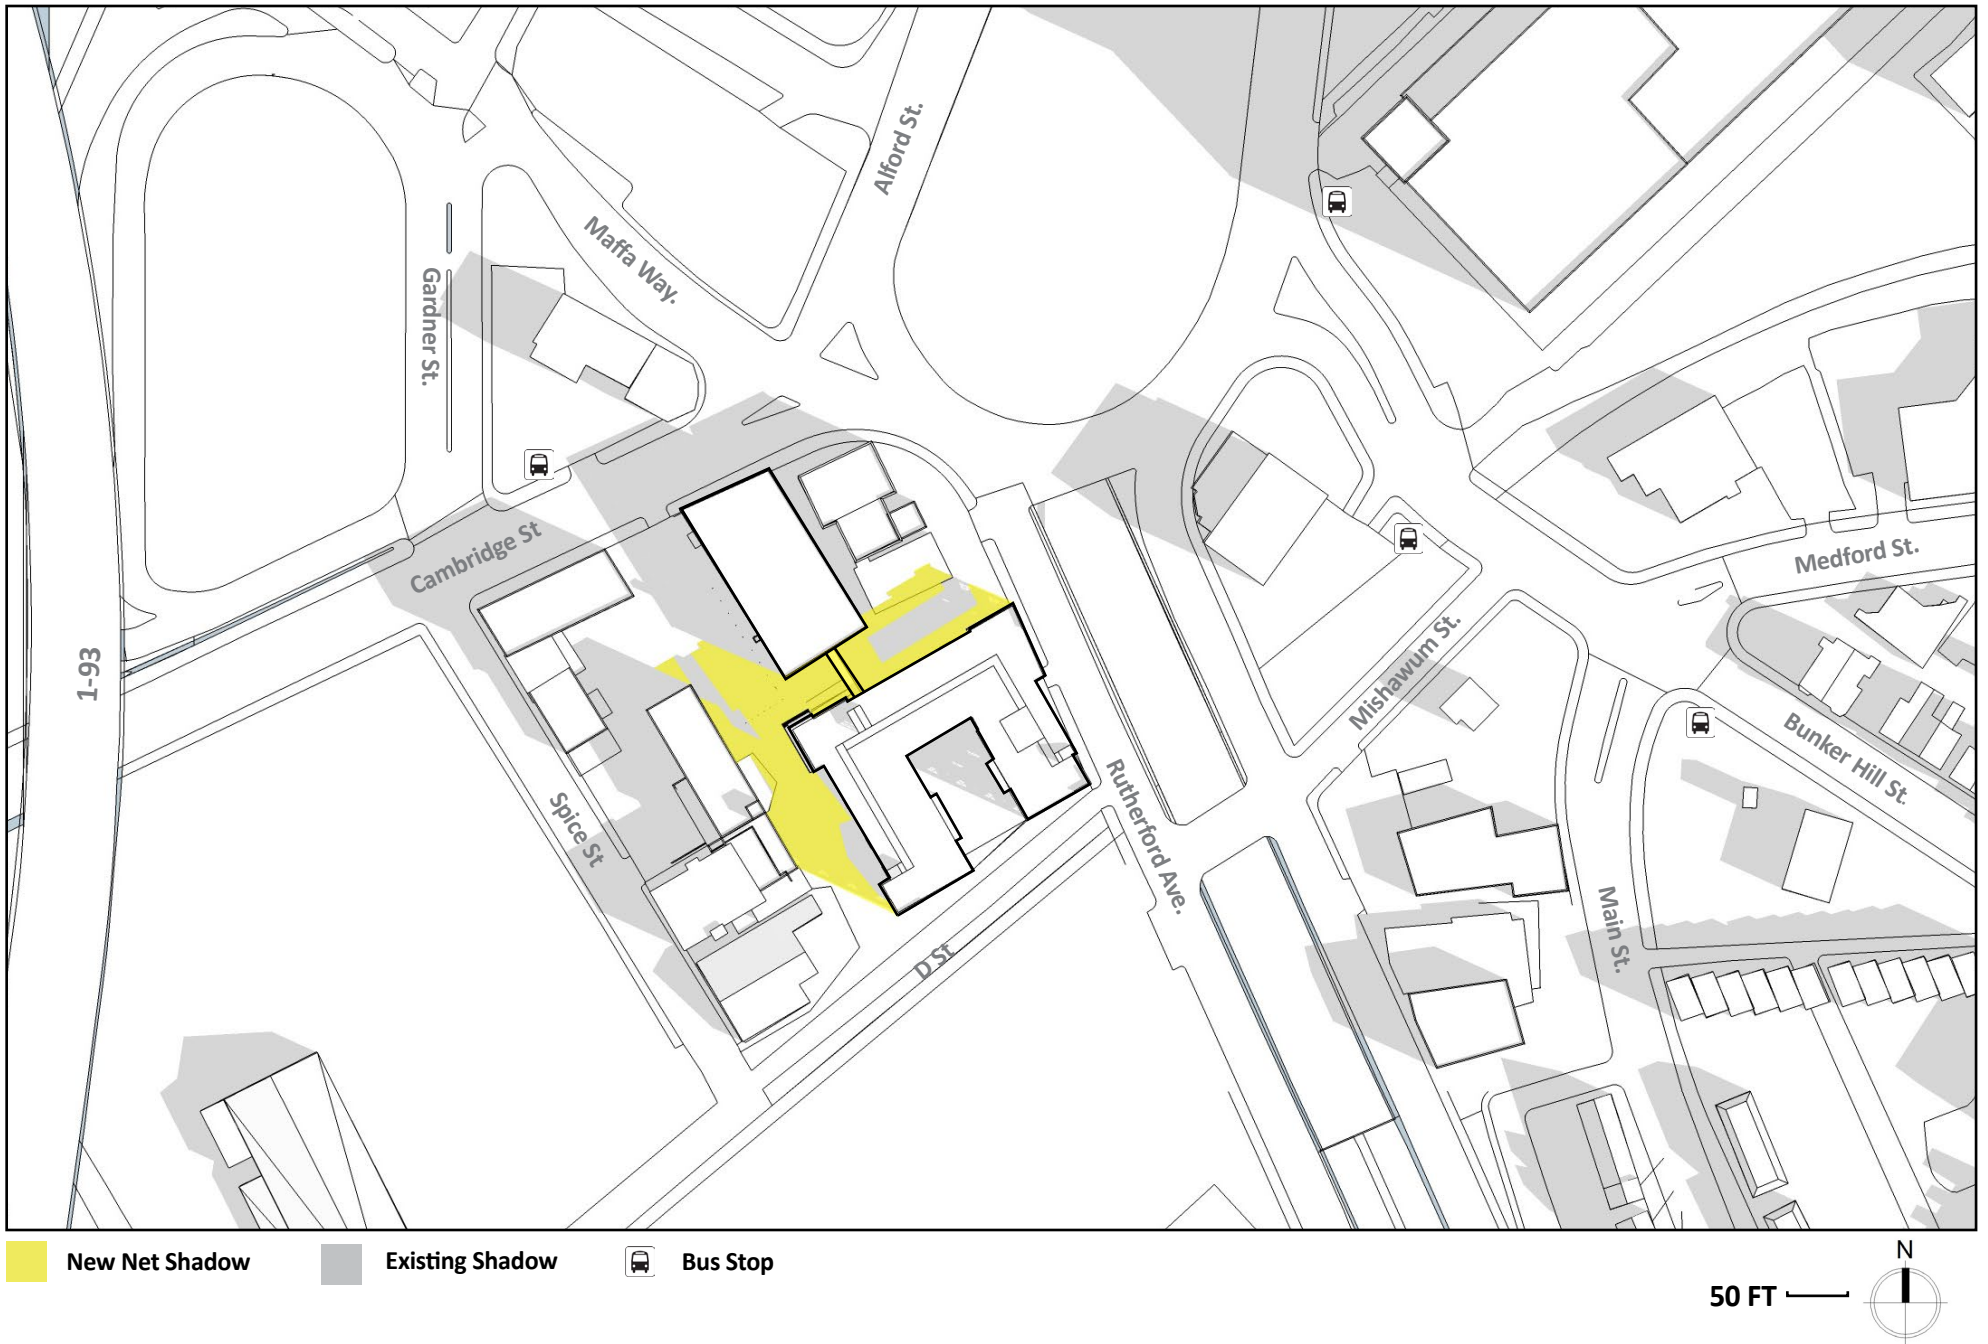 Alford St.
Maffa Way.
Gardner St.
Cambridge St
Medford St.
Mishawum St.
1-93
Bunker Hill St.
Rutherford Ave.
Spice St
Main St.
D St
New Net Shadow
Existing Shadow
Bus Stop
N
50 FT